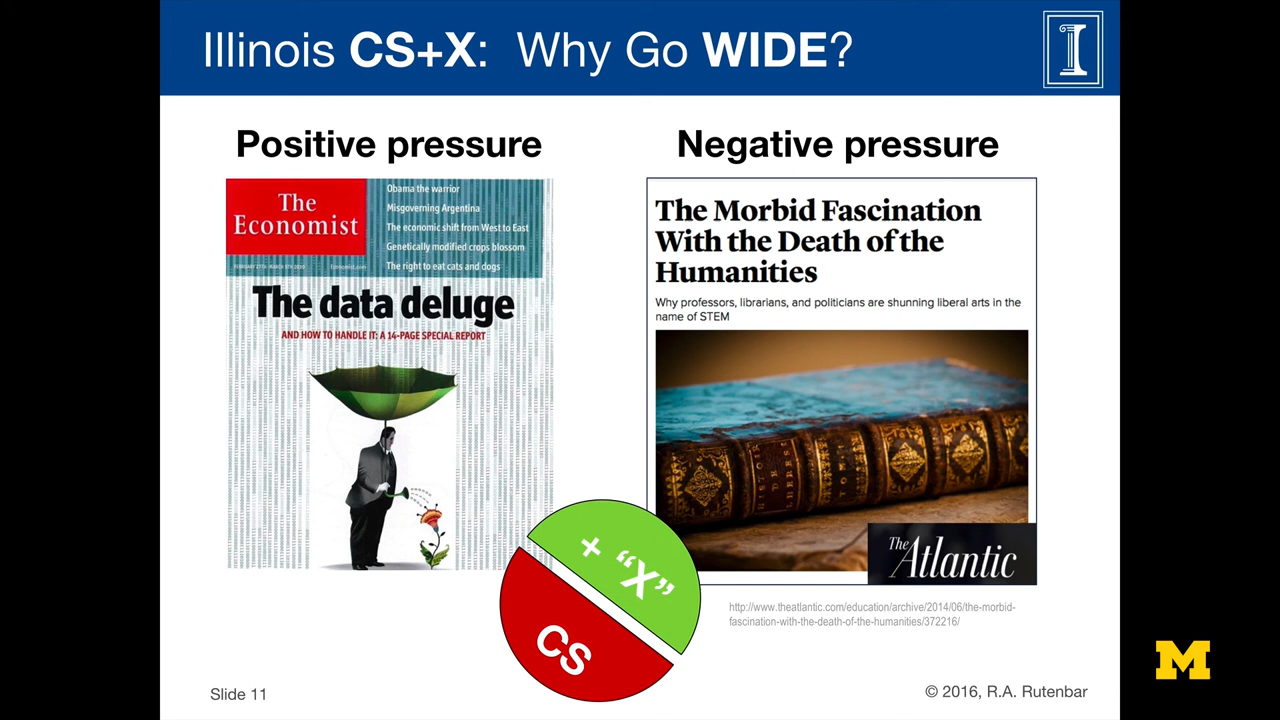 Illinois CS+X: Why Go WIDE?
I
Positive pressure
Negative pressure
The
Economist
Obama the warrior
Misgoverning Argentina
The economic shift from West to East
Genetically modified crops blossom
The right to eat cats and dogs
Economist.com
The data deluge
AND HOW TO HANDLE IT: A 14-PAGE SPECIAL REPORT
The Morbid Fascination
With the Death of the
Humanities
Why professors, librarians, and politicians are shunning liberal arts in the
name of STEM
The
Atlantic
+ “X”
CS
http://www.theatlantic.com/education/archive/2014/06/the-morbid-
fascination-with-the-death-of-the-humanities/372216/
Slide 11
© 2016, R.A. Rutenbar
M